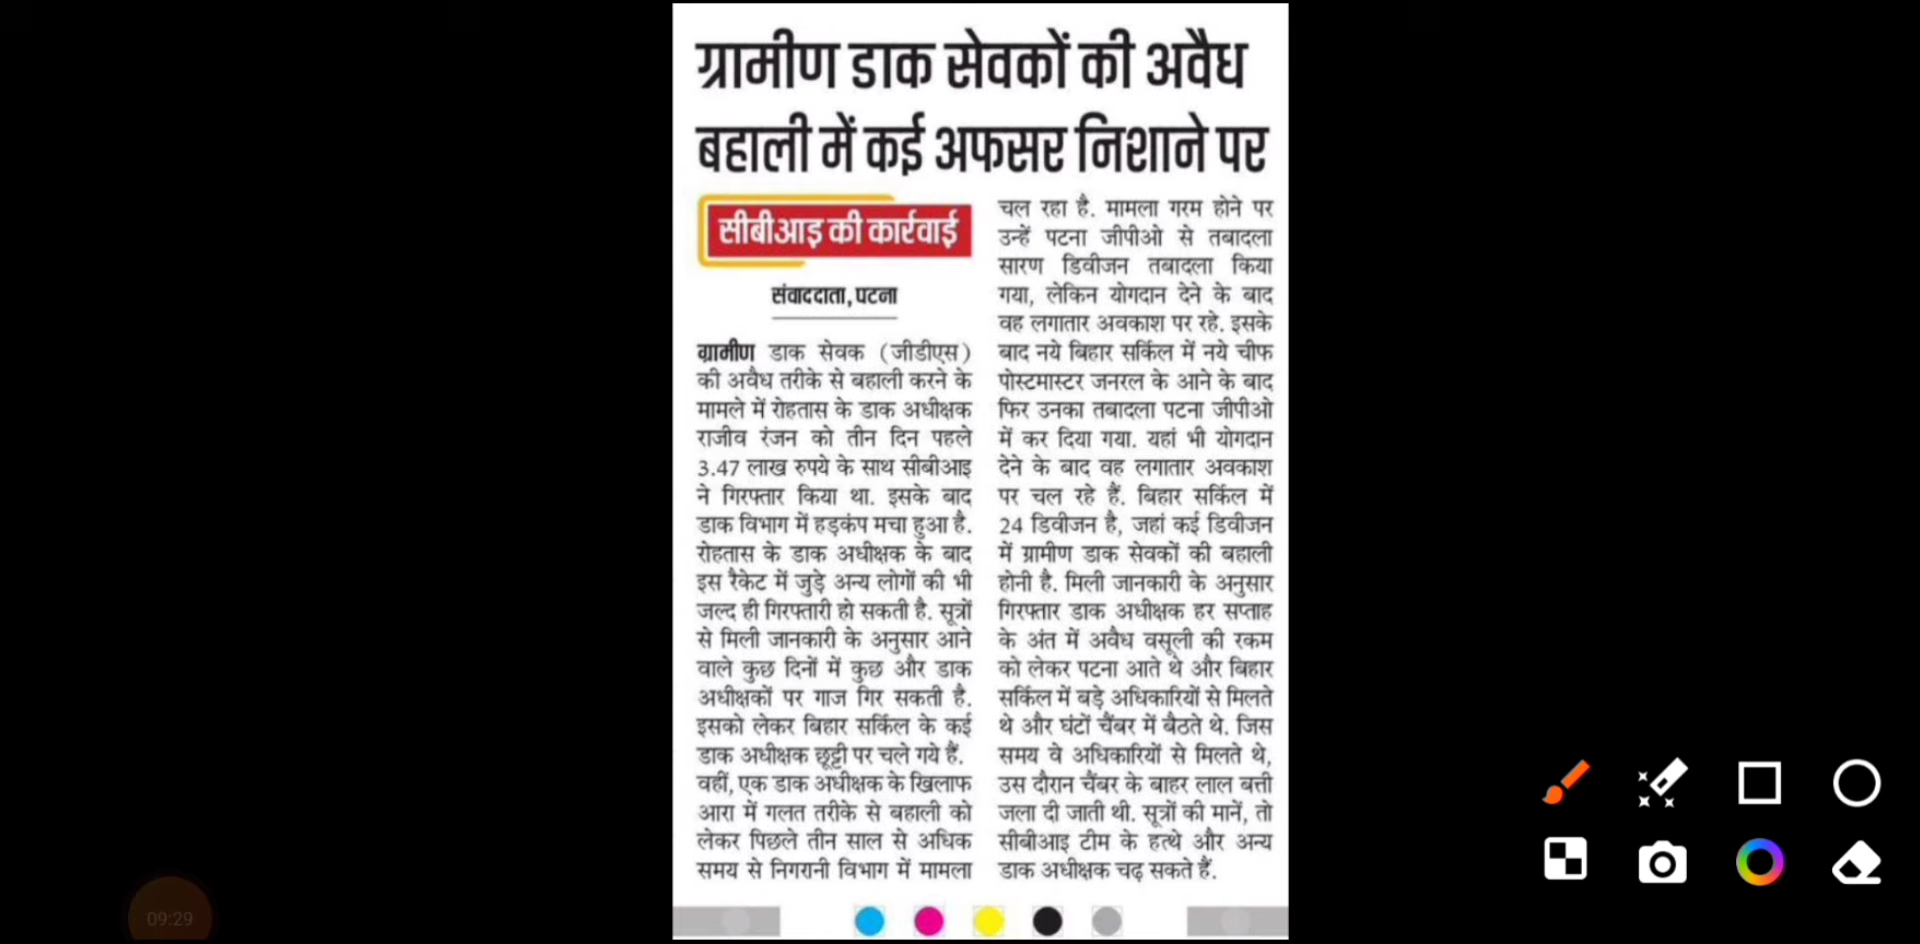 ग्रामीण डाक सेवकों की अवैध
बहाली में कई अफसर निशाने पर
सीबीआइ की कार्रवाई
संवाददाता, पटना
ग्रामीण डाक सेवक (जीडीएस)
की अवैध तरीके से बहाली करने के
मामले में रोहतास के डाक अधीक्षक
राजीव रंजन को तीन दिन पहले
3.47 लाख रुपये के साथ सीबीआइ
ने गिरफ्तार किया था. इसके बाद
डाक विभाग में हड़कंप मचा हुआ है.
रोहतास के डाक अधीक्षक के बाद
इस रैकेट में जुड़े अन्य लोगों की भी
जल्द ही गिरफ्तारी हो सकती है. सूत्रों
से मिली जानकारी के अनुसार आने
वाले कुछ दिनों में कुछ और डाक
अधीक्षकों पर गाज गिर सकती है.
इसको लेकर बिहार सर्किल के कई
डाक अधीक्षक छूट्टी पर चले गये हैं.
वहीं, एक डाक अधीक्षक के खिलाफ
आरा में गलत तरीके से बहाली को
लेकर पिछले तीन साल से अधिक
समय से निगरानी विभाग में मामला
चल रहा है. मामला गरम होने पर
उन्हें पटना जीपीओ से तबादला
सारण डिवीजन तबादला किया
गया, लेकिन योगदान देने के बाद
वह लगातार अवकाश पर रहे. इसके
बाद नये बिहार सर्किल में नये चीफ
पोस्टमास्टर जनरल के आने के बाद
फिर उनका तबादला पटना जीपीओ
में कर दिया गया. यहां भी योगदान
देने के बाद वह लगातार अवकाश
पर चल रहे हैं. बिहार सर्किल में
24 डिवीजन है, जहां कई डिवीजन
में ग्रामीण डाक सेवकों की बहाली
होनी है. मिली जानकारी के अनुसार
गिरफ्तार डाक अधीक्षक हर सप्ताह
के अंत में अवैध वसूली की रकम
को लेकर पटना आते थे और बिहार
सर्किल में बड़े अधिकारियों से मिलते
थे और घंटों चैंबर में बैठते थे. जिस
समय वे अधिकारियों से मिलते थे,
उस दौरान चैंबर के बाहर लाल बत्ती
जला दी जाती थी. सूत्रों की मानें, तो
सीबीआइ टीम के हत्थे और अन्य
डाक अधीक्षक चढ़ सकते हैं.
09:29